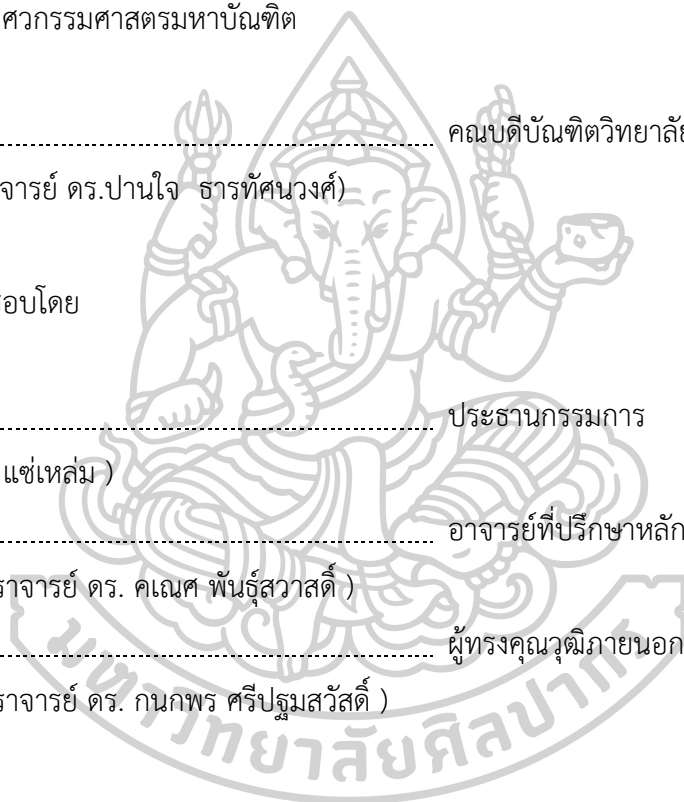 ศวกรรมศาสตรมหาบัณฑิต
คณบดีบัณฑิตวิทยาลัย
จารย์ ดร.ปานใจ ธารทัศนวงศ์)
อบโดย
ประธานกรรมการ
แซ่เหล่ม )
อาจารย์ที่ปรึกษาหลัก
ราจารย์ ดร. คเณศ พันธุ์สวาสดิ์ )
ผู้ทรงคุณวุฒิภายนอก
ราจารย์ ดร. กนกพร ศรีปฐมสวัสดิ์ )
มหาวิทยาลัยศิลปากร